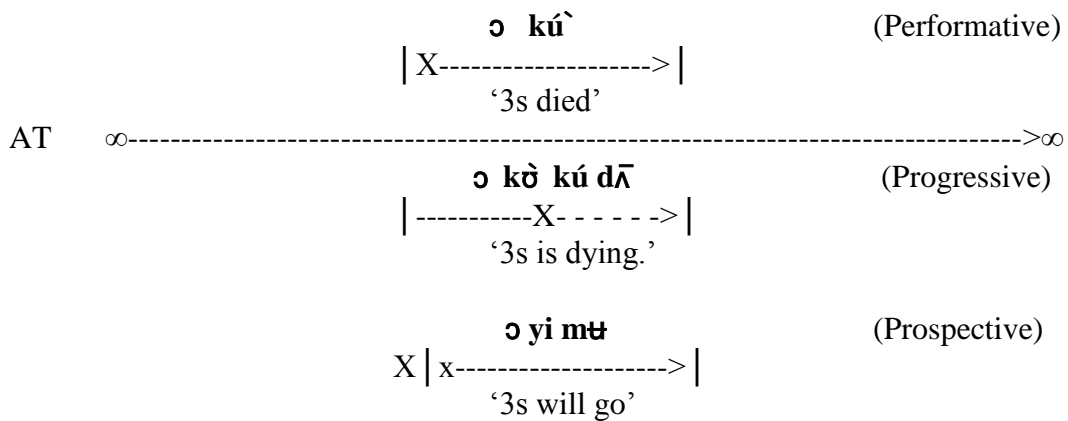 ɔ kú` (Performative)
|X-------------------->|
‘3s died’
AT ∞-------------------------------------------------------------------------------------->∞
ɔ kʊ̀ kú dʌ̄ (Progressive)
|-----------X- - - - - ->|
‘3s is dying.’
ɔ yi mʉ (Prospective)
X|x-------------------->|
‘3s will go’